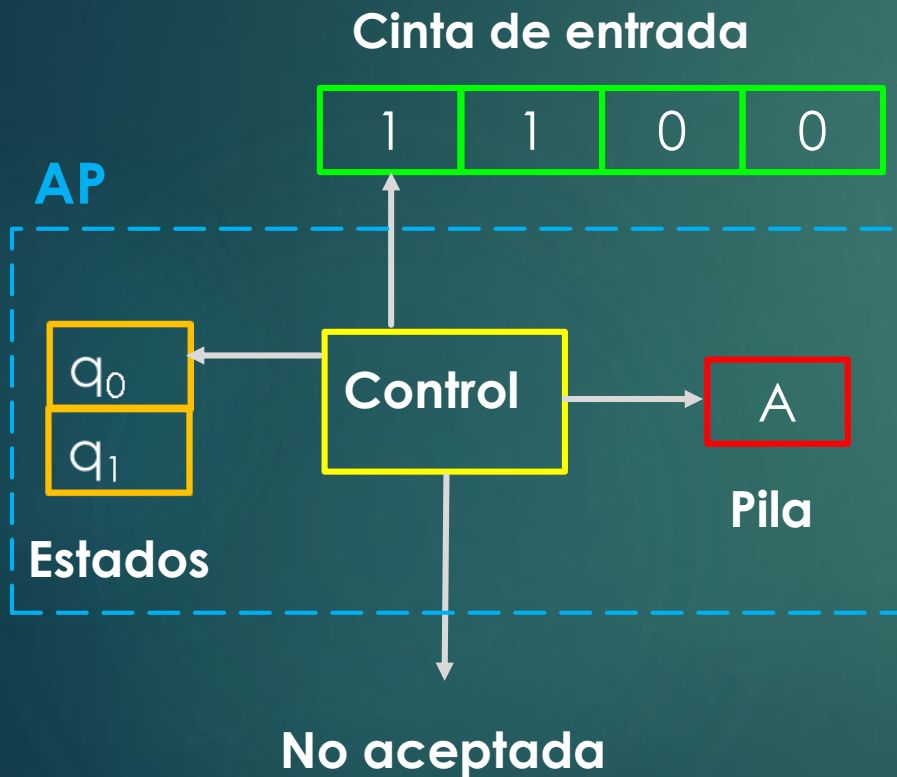 Cinta de entrada
1 1 0 0
AP
q₀
Control
A
q₁
Pila
Estados
No aceptada